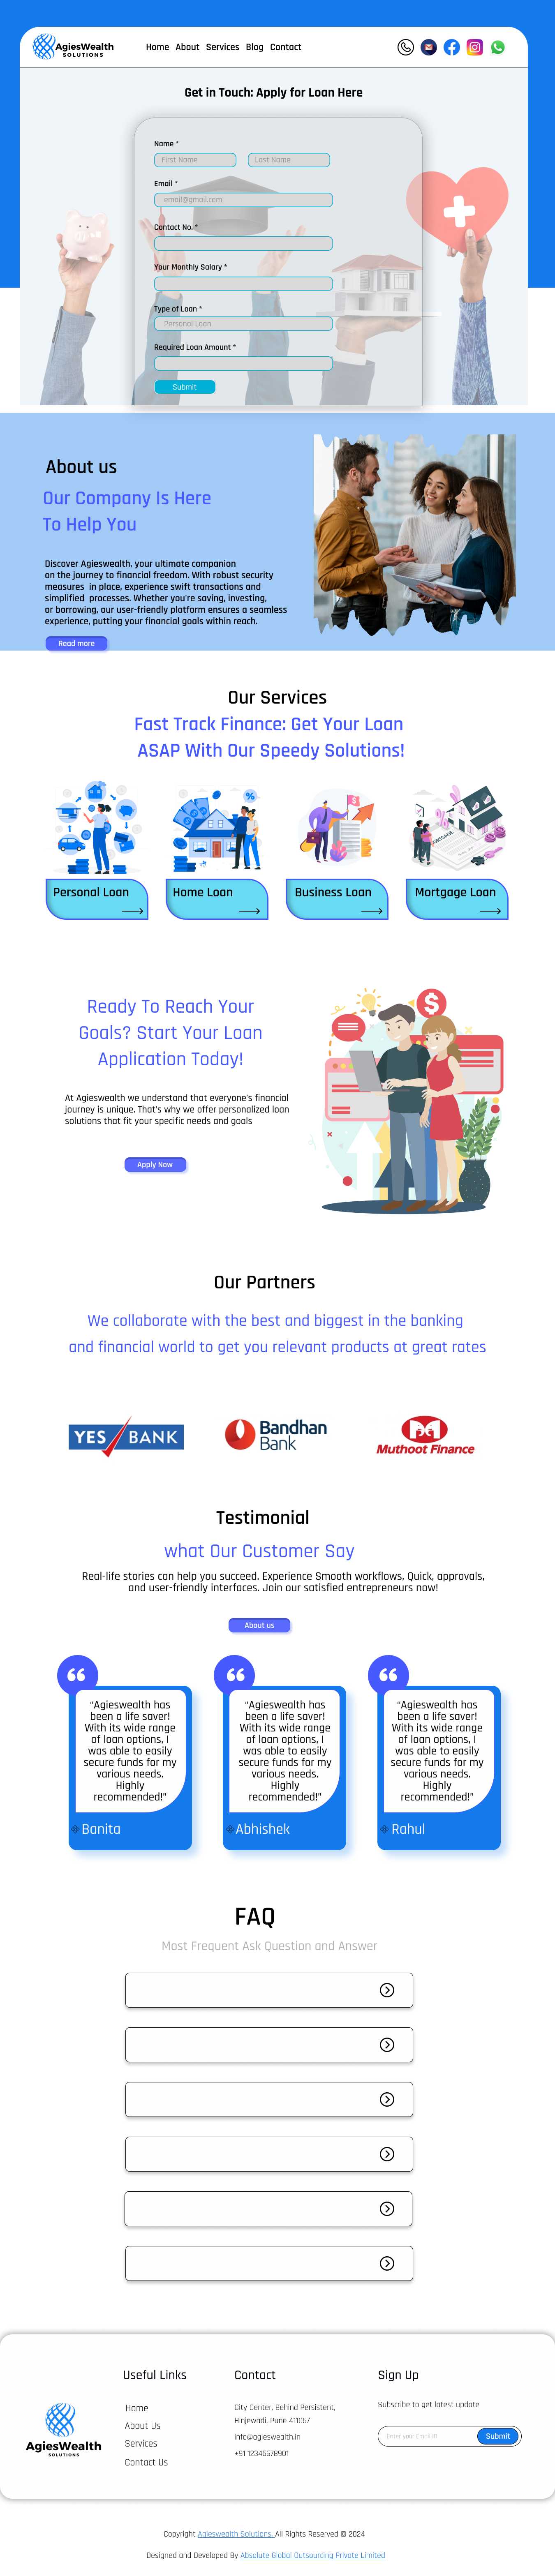 AgiesWealth
SOLUTIONS
Home About Services Blog Contact
Get in Touch: Apply for Loan Here
Name *
First Name
Last Name
Email *
email@gmail.com
Contact No. *
Your Monthly Salary *
Type of Loan *
Personal Loan
Required Loan Amount *
Submit
About us
Our Company Is Here
To Help You
Discover Agieswealth, your ultimate companion
on the journey to financial freedom. With robust security
measures in place, experience swift transactions and
simplified processes. Whether you're saving, investing,
or borrowing, our user-friendly platform ensures a seamless
experience, putting your financial goals within reach.
Read more
Our Services
Fast Track Finance: Get Your Loan
ASAP With Our Speedy Solutions!
%
$
MORTGAGE
Personal Loan
Home Loan
Business Loan
Mortgage Loan
Ready To Reach Your
Goals? Start Your Loan
Application Today!
At Agieswealth we understand that everyone's financial
journey is unique. That's why we offer personalized loan
solutions that fit your specific needs and goals
Apply Now
$
Our Partners
We collaborate with the best and biggest in the banking
and financial world to get you relevant products at great rates
YES BANK
Bandhan
Bank
Muthoot Finance
Testimonial
what Our Customer Say
Real-life stories can help you succeed. Experience Smooth workflows, Quick, approvals,
and user-friendly interfaces. Join our satisfied entrepreneurs now!
About us
"Agieswealth has
been a life saver!
With its wide range
of loan options, I
was able to easily
secure funds for my
various needs.
Highly
recommended!"
Banita
"Agieswealth has
been a life saver!
With its wide range
of loan options, I
was able to easily
secure funds for my
various needs.
Highly
recommended!"
Abhishek
"Agieswealth has
been a life saver!
With its wide range
of loan options, I
was able to easily
secure funds for my
various needs.
Highly
recommended!"
Rahul
FAQ
Most Frequent Ask Question and Answer
AgiesWealth
SOLUTIONS
Useful Links
Home
About Us
Services
Contact Us
Contact
City Center, Behind Persistent,
Hinjewadi, Pune 411057
info@agieswealth.in
+91 12345678901
Sign Up
Subscribe to get latest update
Enter your Email ID
Submit
Copyright Agieswealth Solutions. All Rights Reserved @ 2024
Designed and Developed By Absolute Global Outsourcing Private Limited